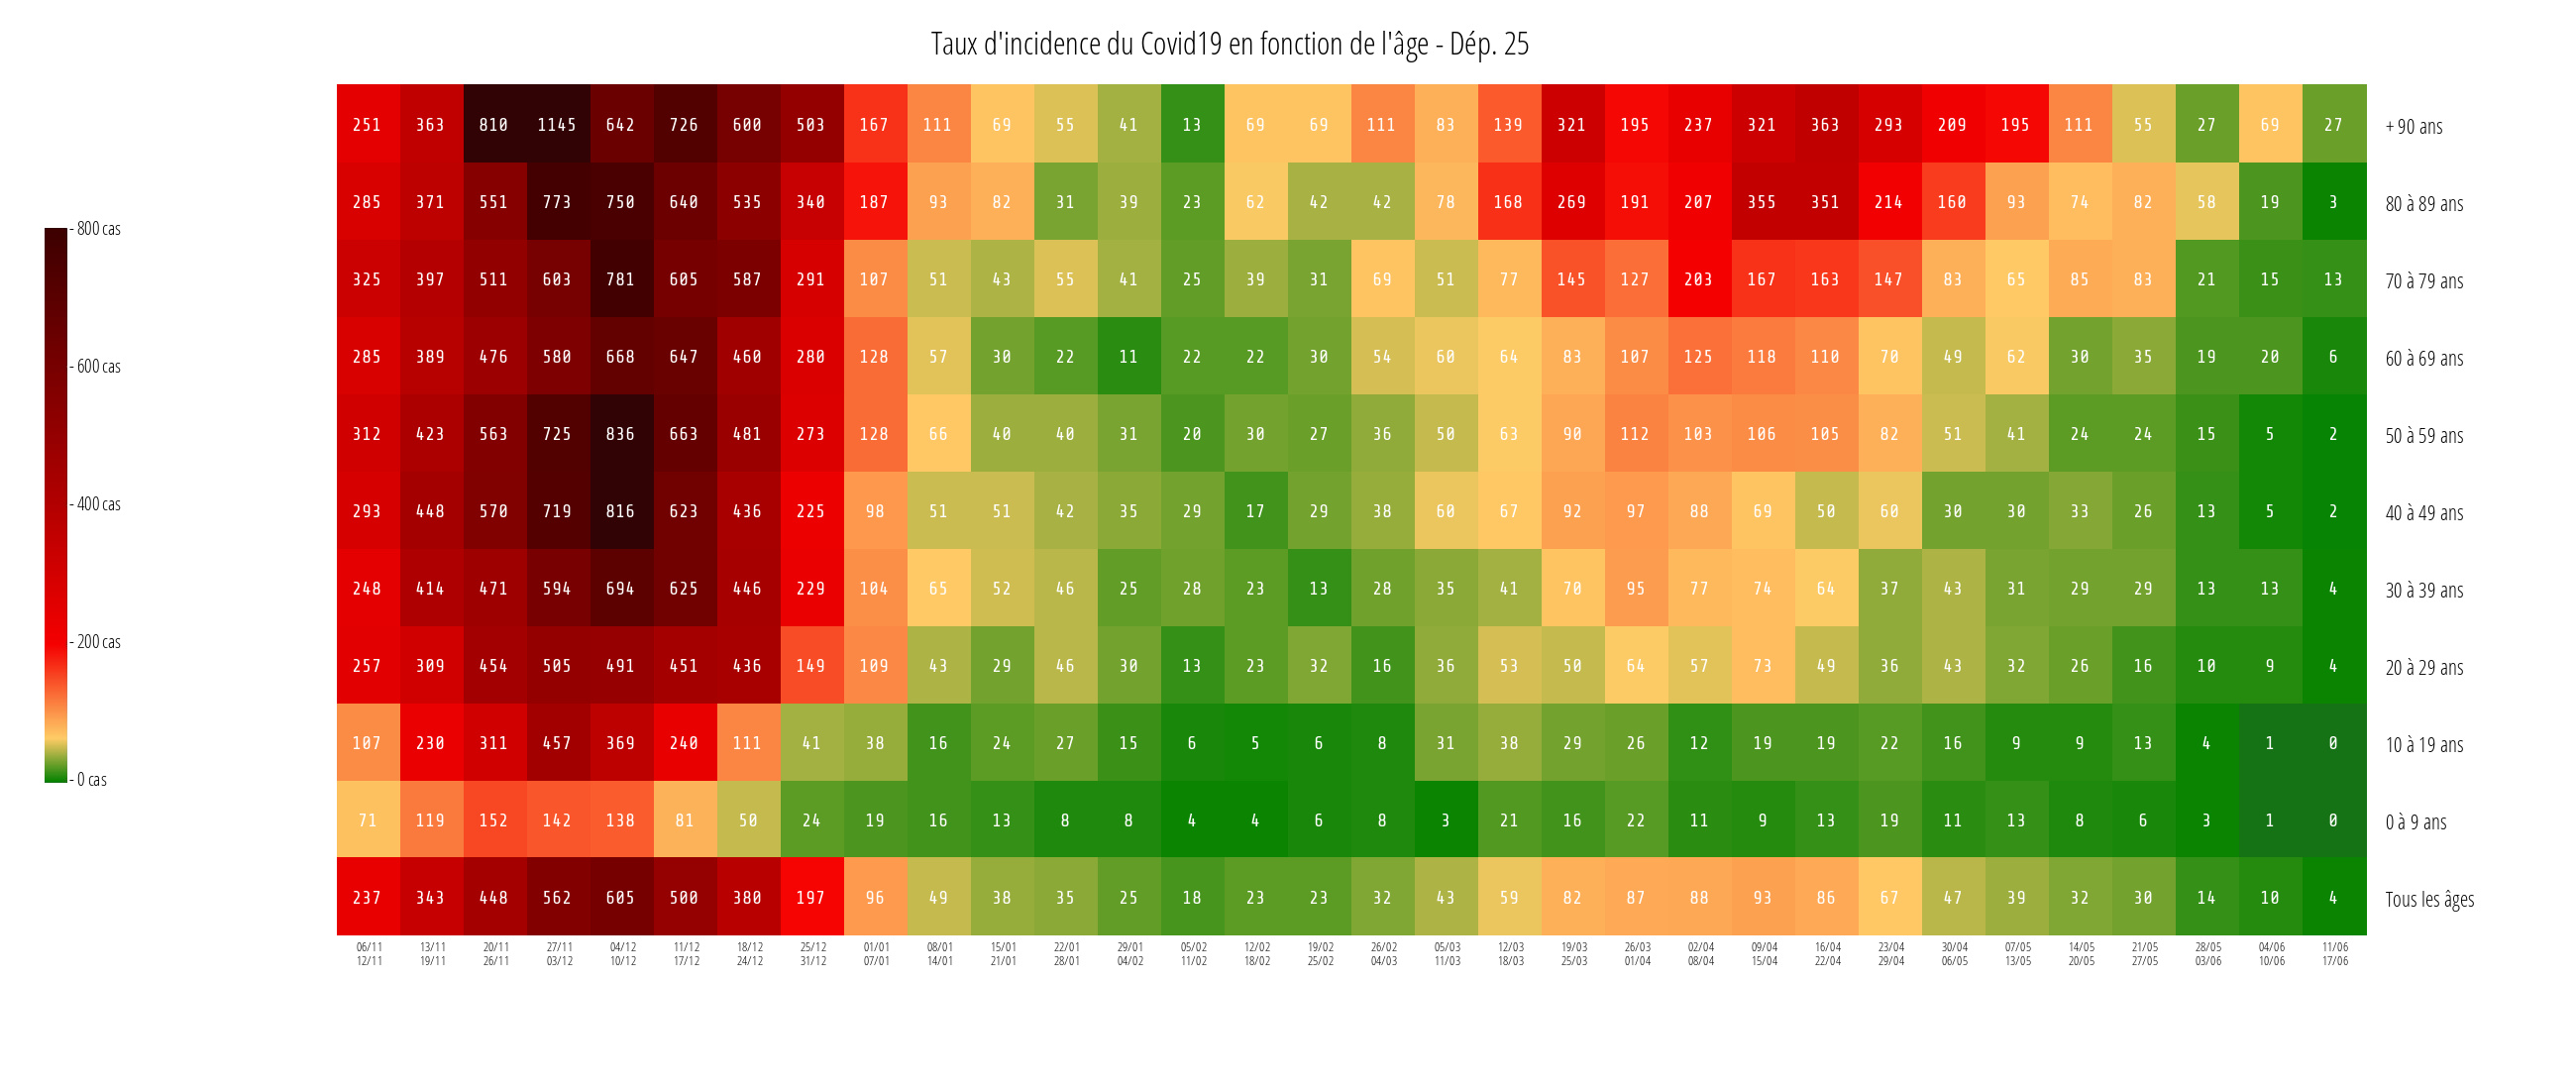 Taux d'incidence du Covid19 en fonction de l'âge - Dép. 25
- 800 cas
- 600 cas
- 400 cas
- 200 cas
- 0 cas
251 363 810 1145 642 726 600 503 167 111 69 55 41 13 69 69 111 83 139 321 195 237 321 363 293 209 195 111 55 27 69 27 + 90 ans
285 371 551 773 750 640 535 340 187 93 82 31 39 23 62 42 42 78 168 269 191 207 355 351 214 160 93 74 82 58 19 3 80 à 89 ans
325 397 511 603 781 605 587 291 107 51 43 55 41 25 39 31 69 51 77 145 127 203 167 163 147 83 65 85 83 21 15 13 70 à 79 ans
285 389 476 580 668 647 460 280 128 57 30 22 11 22 22 30 54 60 64 83 107 125 118 110 70 49 62 30 35 19 20 6 60 à 69 ans
312 423 563 725 836 663 481 273 128 66 40 40 31 20 30 27 36 50 63 90 112 103 106 105 82 51 41 24 24 15 5 2 50 à 59 ans
293 448 570 719 816 623 436 225 98 51 51 42 35 29 17 29 38 60 67 92 97 88 69 50 60 30 30 33 26 13 5 2 40 à 49 ans
248 414 471 594 694 625 446 229 104 65 52 46 25 28 23 13 28 35 41 70 95 77 74 64 37 43 31 29 29 13 13 4 30 à 39 ans
257 309 454 505 491 451 436 149 109 43 29 46 30 13 23 32 16 36 53 50 64 57 73 49 36 43 32 26 16 10 9 4 20 à 29 ans
107 230 311 457 369 240 111 41 38 16 24 27 15 6 5 6 8 31 38 29 26 12 19 19 22 16 9 9 13 4 1 0 10 à 19 ans
71 119 152 142 138 81 50 24 19 16 13 8 8 4 4 6 8 3 21 16 22 11 9 13 19 11 13 8 6 3 1 0 0 à 9 ans
237 343 448 562 605 500 380 197 96 49 38 35 25 18 23 23 32 43 59 82 87 88 93 86 67 47 39 32 30 14 10 4 Tous les âges
06/11 13/11 20/11 27/11 04/12 11/12 18/12 25/12 01/01 08/01 15/01 22/01 29/01 05/02 12/02 19/02 26/02 05/03 12/03 19/03 26/03 02/04 09/04 16/04 23/04 30/04 07/05 14/05 21/05 28/05 04/06 11/06
12/11 19/11 26/11 03/12 10/12 17/12 24/12 31/12 07/01 14/01 21/01 28/01 04/02 11/02 18/02 25/02 04/03 11/03 18/03 25/03 01/04 08/04 15/04 22/04 29/04 06/05 13/05 20/05 27/05 03/06 10/06 17/06